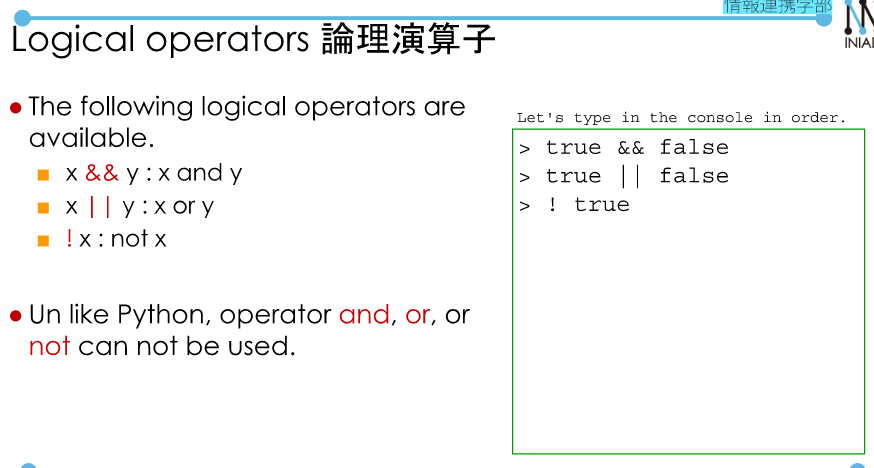 情報連携学部
INIAD
Logical operators 論理演算子
The following logical operators are
available.
x && y : x and y
x || y : x or y
! x : not x
Un like Python, operator and, or, or
not can not be used.
Let's type in the console in order.
> true && false
> true || false
> ! true